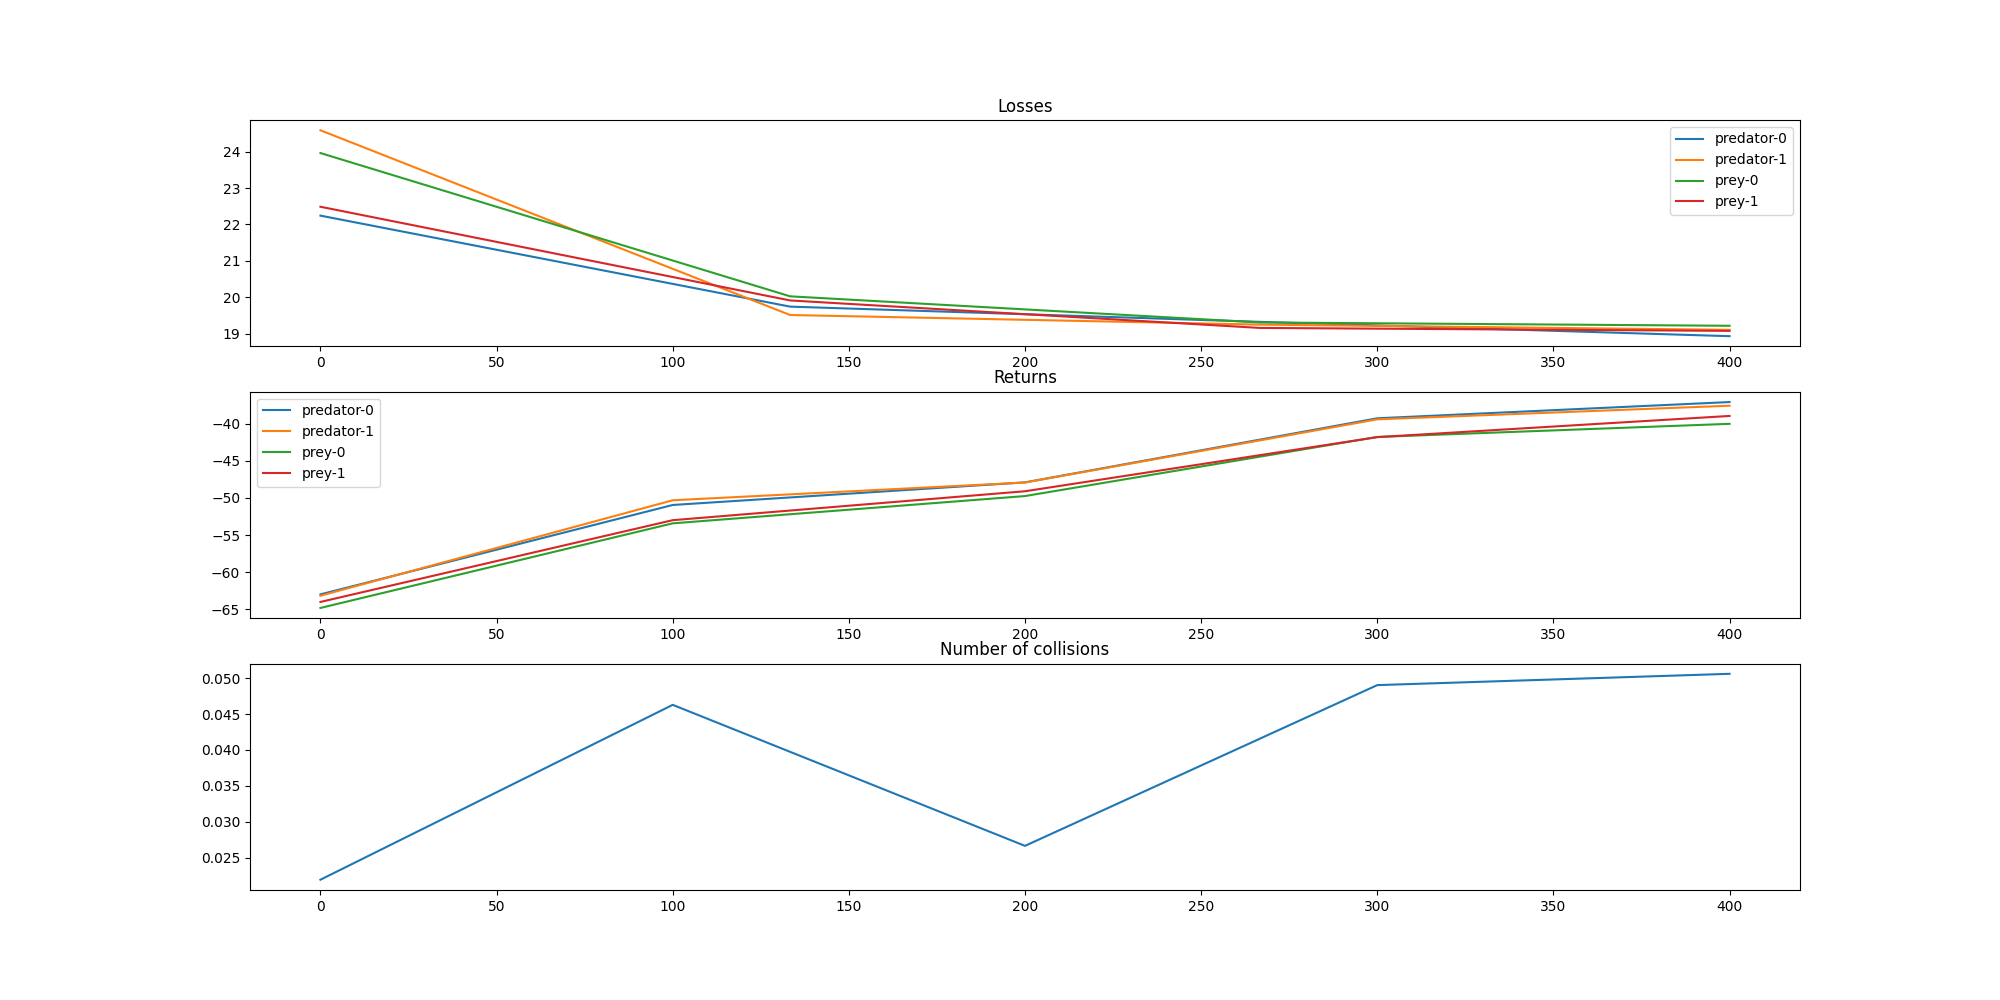 Losses
24
23
22
21
20
19
predator-0
predator-1
prey-0
prey-1
0 50 100 150 200 250 300 350 400
Returns
−40
−45
−50
−55
−60
−65
predator-0
predator-1
prey-0
prey-1
0 50 100 150 200 250 300 350 400
Number of collisions
0.050
0.045
0.040
0.035
0.030
0.025
0 50 100 150 200 250 300 350 400